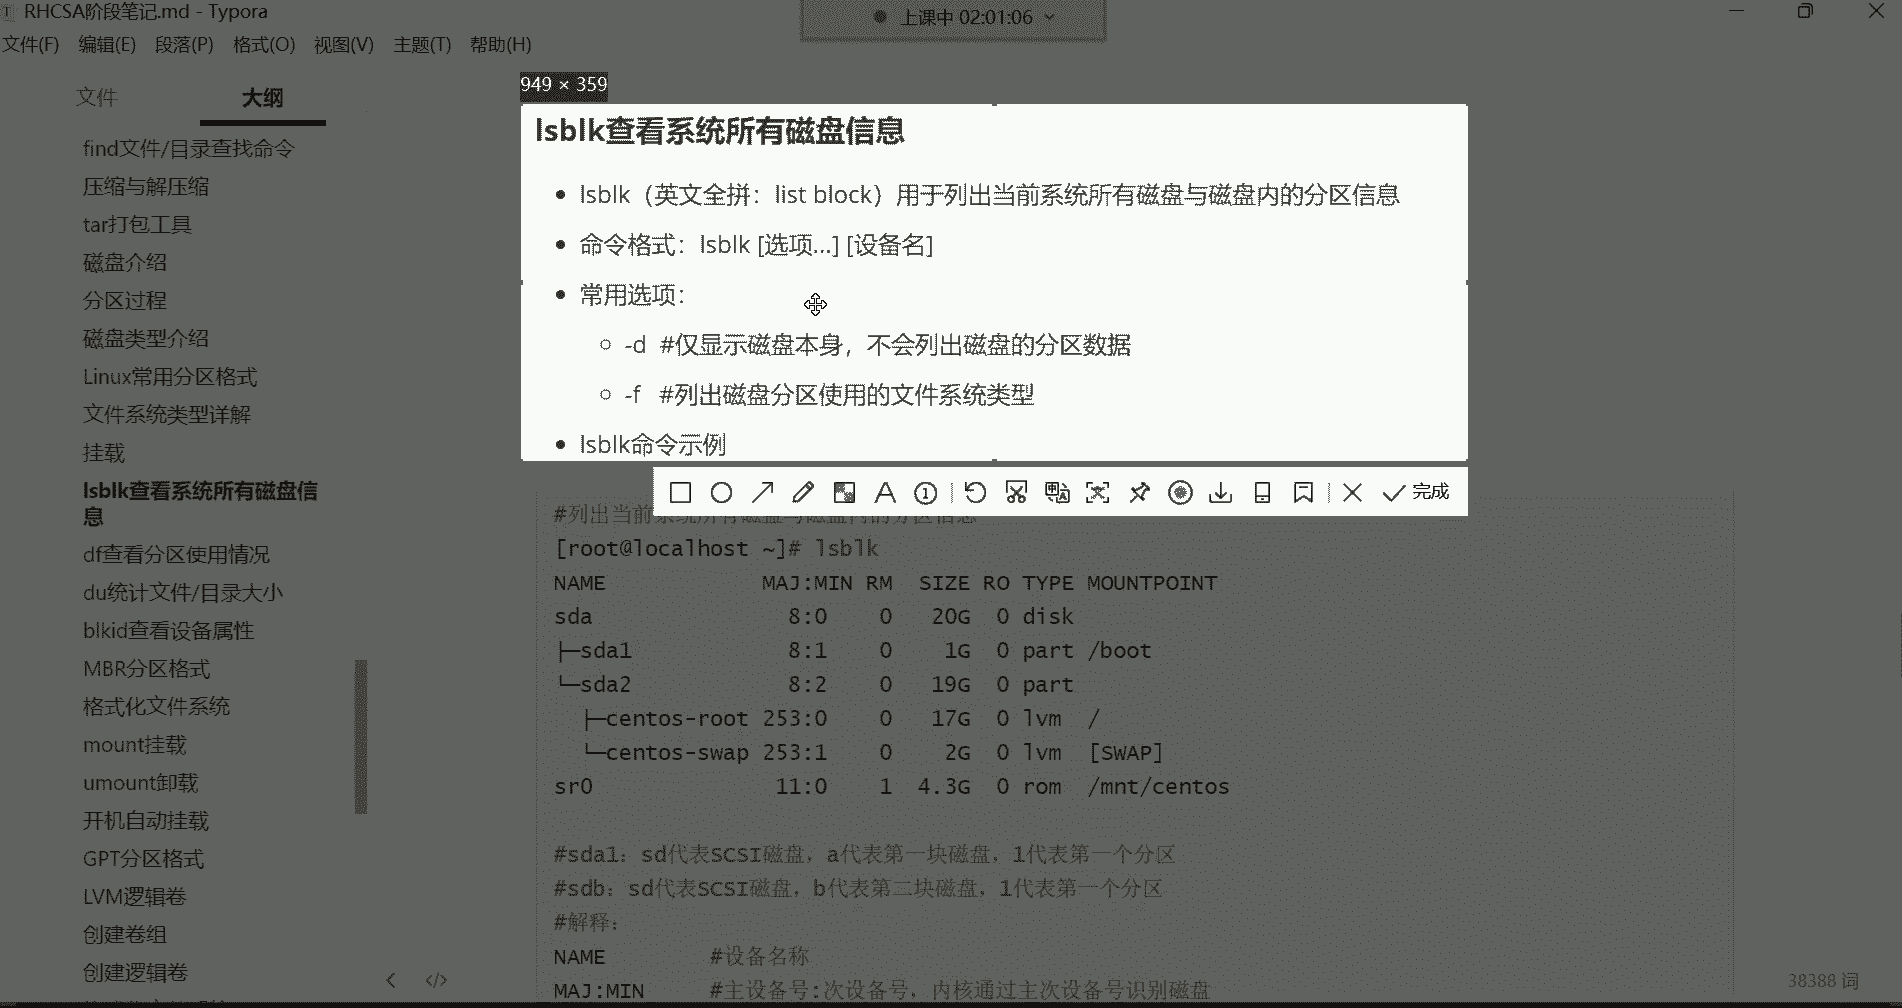 RHCSA阶段笔记.md - Typora
上课中 02:01:06
文件(F) 编辑(E) 段落(P) 格式(O) 视图(V) 主题(T) 帮助(H)
文件 大纲
find文件/目录查找命令
压缩与解压缩
tar打包工具
磁盘介绍
分区过程
磁盘类型介绍
Linux常用分区格式
文件系统类型详解
挂载
lsblk查看系统所有磁盘信
息
df查看分区使用情况
du统计文件/目录大小
blkid查看设备属性
MBR分区格式
格式化文件系统
mount挂载
umount卸载
开机自动挂载
GPT分区格式
LVM逻辑卷
创建卷组
创建逻辑卷
949 × 359
lsblk查看系统所有磁盘信息
lsblk（英文全拼：list block）用于列出当前系统所有磁盘与磁盘内的分区信息
命令格式：lsblk [选项...] [设备名]
常用选项：
-d #仅显示磁盘本身，不会列出磁盘的分区数据
-f #列出磁盘分区使用的文件系统类型
lsblk命令示例
完成
#列出当前系统所有磁盘与磁盘内的分区信息
[root@localhost ~]# lsblk
NAME MAJ:MIN RM SIZE RO TYPE MOUNTPOINT
sda 8:0 0 20G 0 disk
├─sda1 8:1 0 1G 0 part /boot
└─sda2 8:2 0 19G 0 part
├─centos-root 253:0 0 17G 0 lvm /
└─centos-swap 253:1 0 2G 0 lvm [SWAP]
sr0 11:0 1 4.3G 0 rom /mnt/centos
#sda1：sd代表SCSI磁盘，a代表第一块磁盘，1代表第一个分区
#sdb：sd代表SCSI磁盘，b代表第二块磁盘，1代表第一个分区
#解释：
NAME #设备名称
MAJ:MIN #主设备号:次设备号，内核通过主次设备号识别磁盘
38388 词